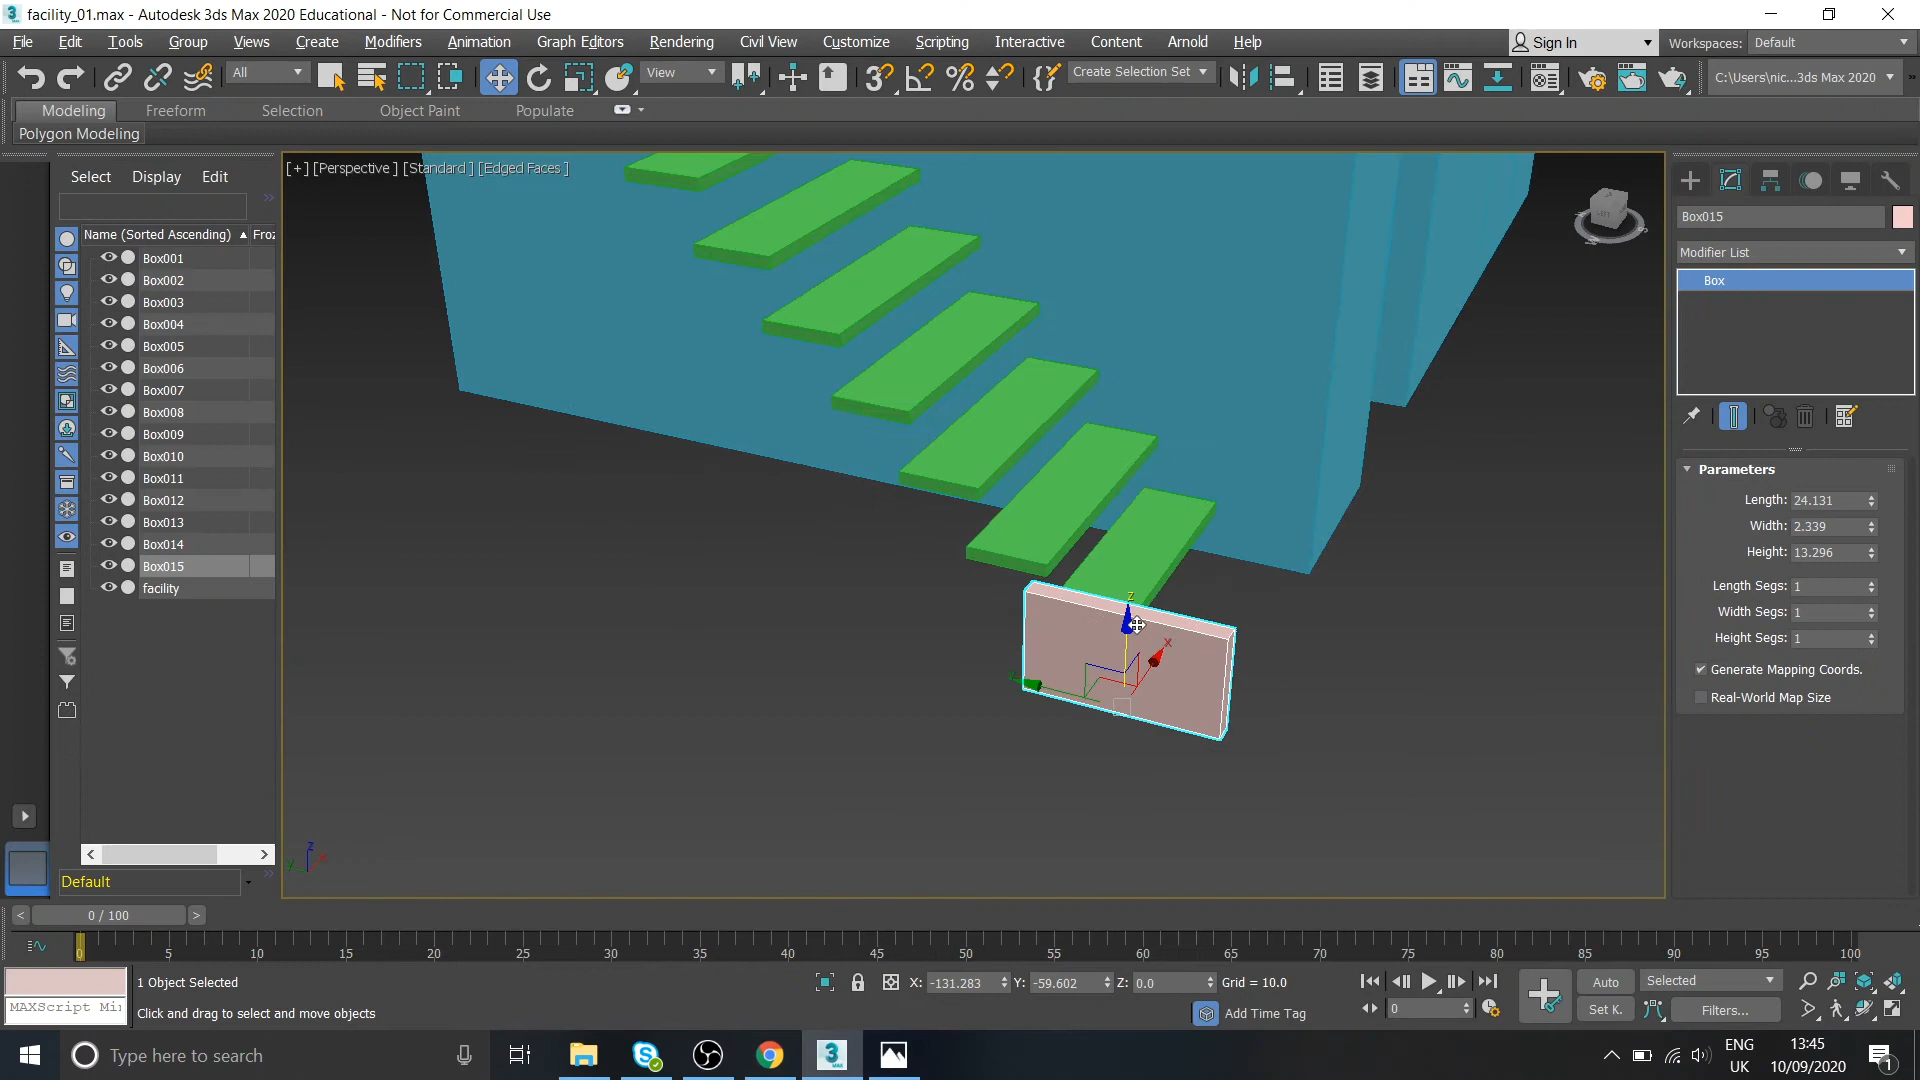 facility_01.max - Autodesk 3ds Max 2020 Educational - Not for Commercial Use
File Edit Tools Group Views Create Modifiers Animation Graph Editors Rendering Civil View Customize Scripting Interactive Content Arnold Help
Sign In
Workspaces: Default
All
View
Create Selection Set
C:\Users\nic...3ds Max 2020
Modeling Freeform Selection Object Paint Populate
Polygon Modeling
Select Display Edit
Name (Sorted Ascending) Froz
Box001
Box002
Box003
Box004
Box005
Box006
Box007
Box008
Box009
Box010
Box011
Box012
Box013
Box014
Box015
facility
Default
[+] [Perspective ] [Standard ] [Edged Faces ]
z
x
Box015
Modifier List
Box
Parameters
Length: 24.131
Width: 2.339
Height: 13.296
Length Segs: 1
Width Segs: 1
Height Segs: 1
Generate Mapping Coords.
Real-World Map Size
z
< 0 / 100 >
0 5 10 15 20 25 30 35 40 45 50 55 60 65 70 75 80 85 90 95 100
1 Object Selected
X: -131.283 Y: -59.602 Z: 0.0 Grid = 10.0
Auto
Selected
MAXScript Mi
Click and drag to select and move objects
Add Time Tag
0
Set K.
Filters...
Type here to search
MAX
ENG
UK
13:45
10/09/2020
1